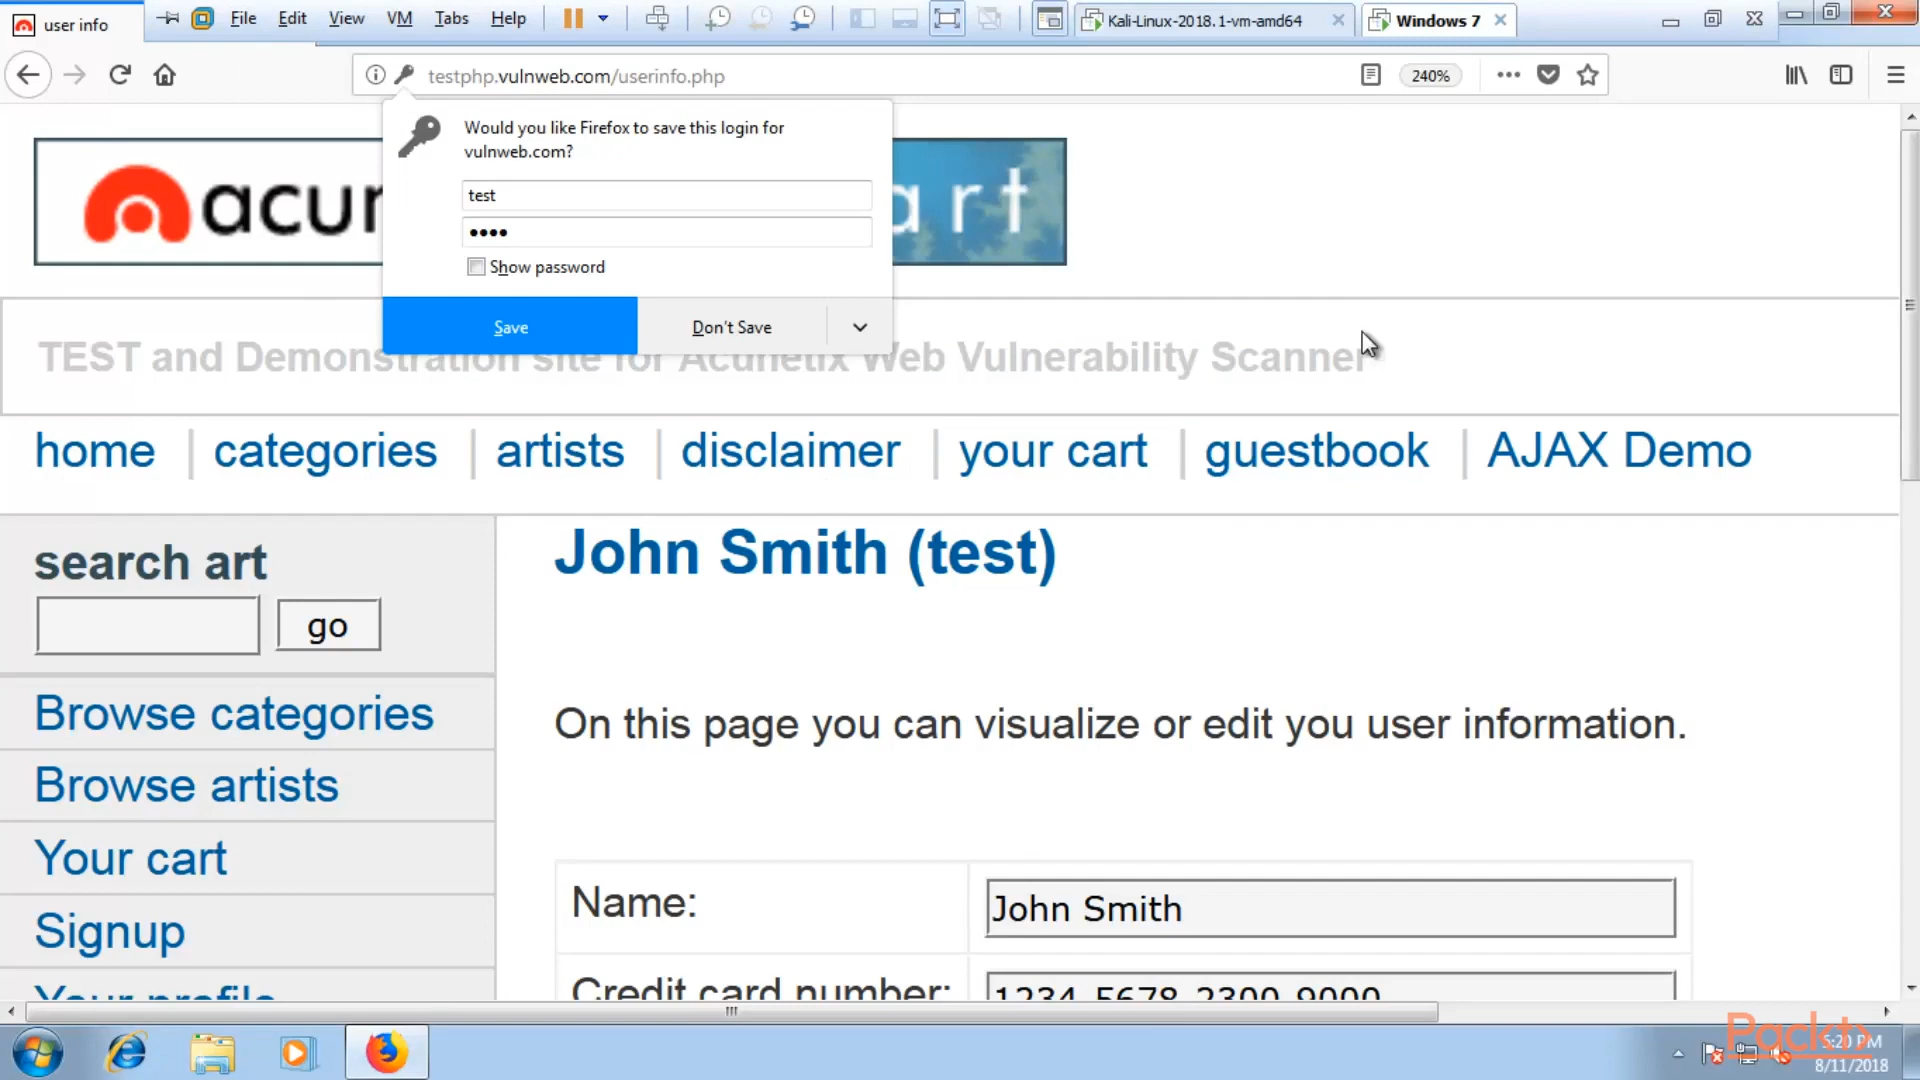 user info
File Edit View VM Tabs Help
Kali-Linux-2018.1-vm-amd64
Windows 7
testphp.vulnweb.com/userinfo.php
240%
Would you like Firefox to save this login for
vulnweb.com?
test
••••
Show password
Save
Don't Save
acun
art
TEST and Demonstration site for Acunetix Web Vulnerability Scanner
home
categories
artists
disclaimer
your cart
guestbook
AJAX Demo
search art
go
Browse categories
Browse artists
Your cart
Signup
Your profile
John Smith (test)
On this page you can visualize or edit you user information.
Name:
John Smith
Credit card number:
1234-5678-2300-9000
Packt
5:20 PM
8/11/2018